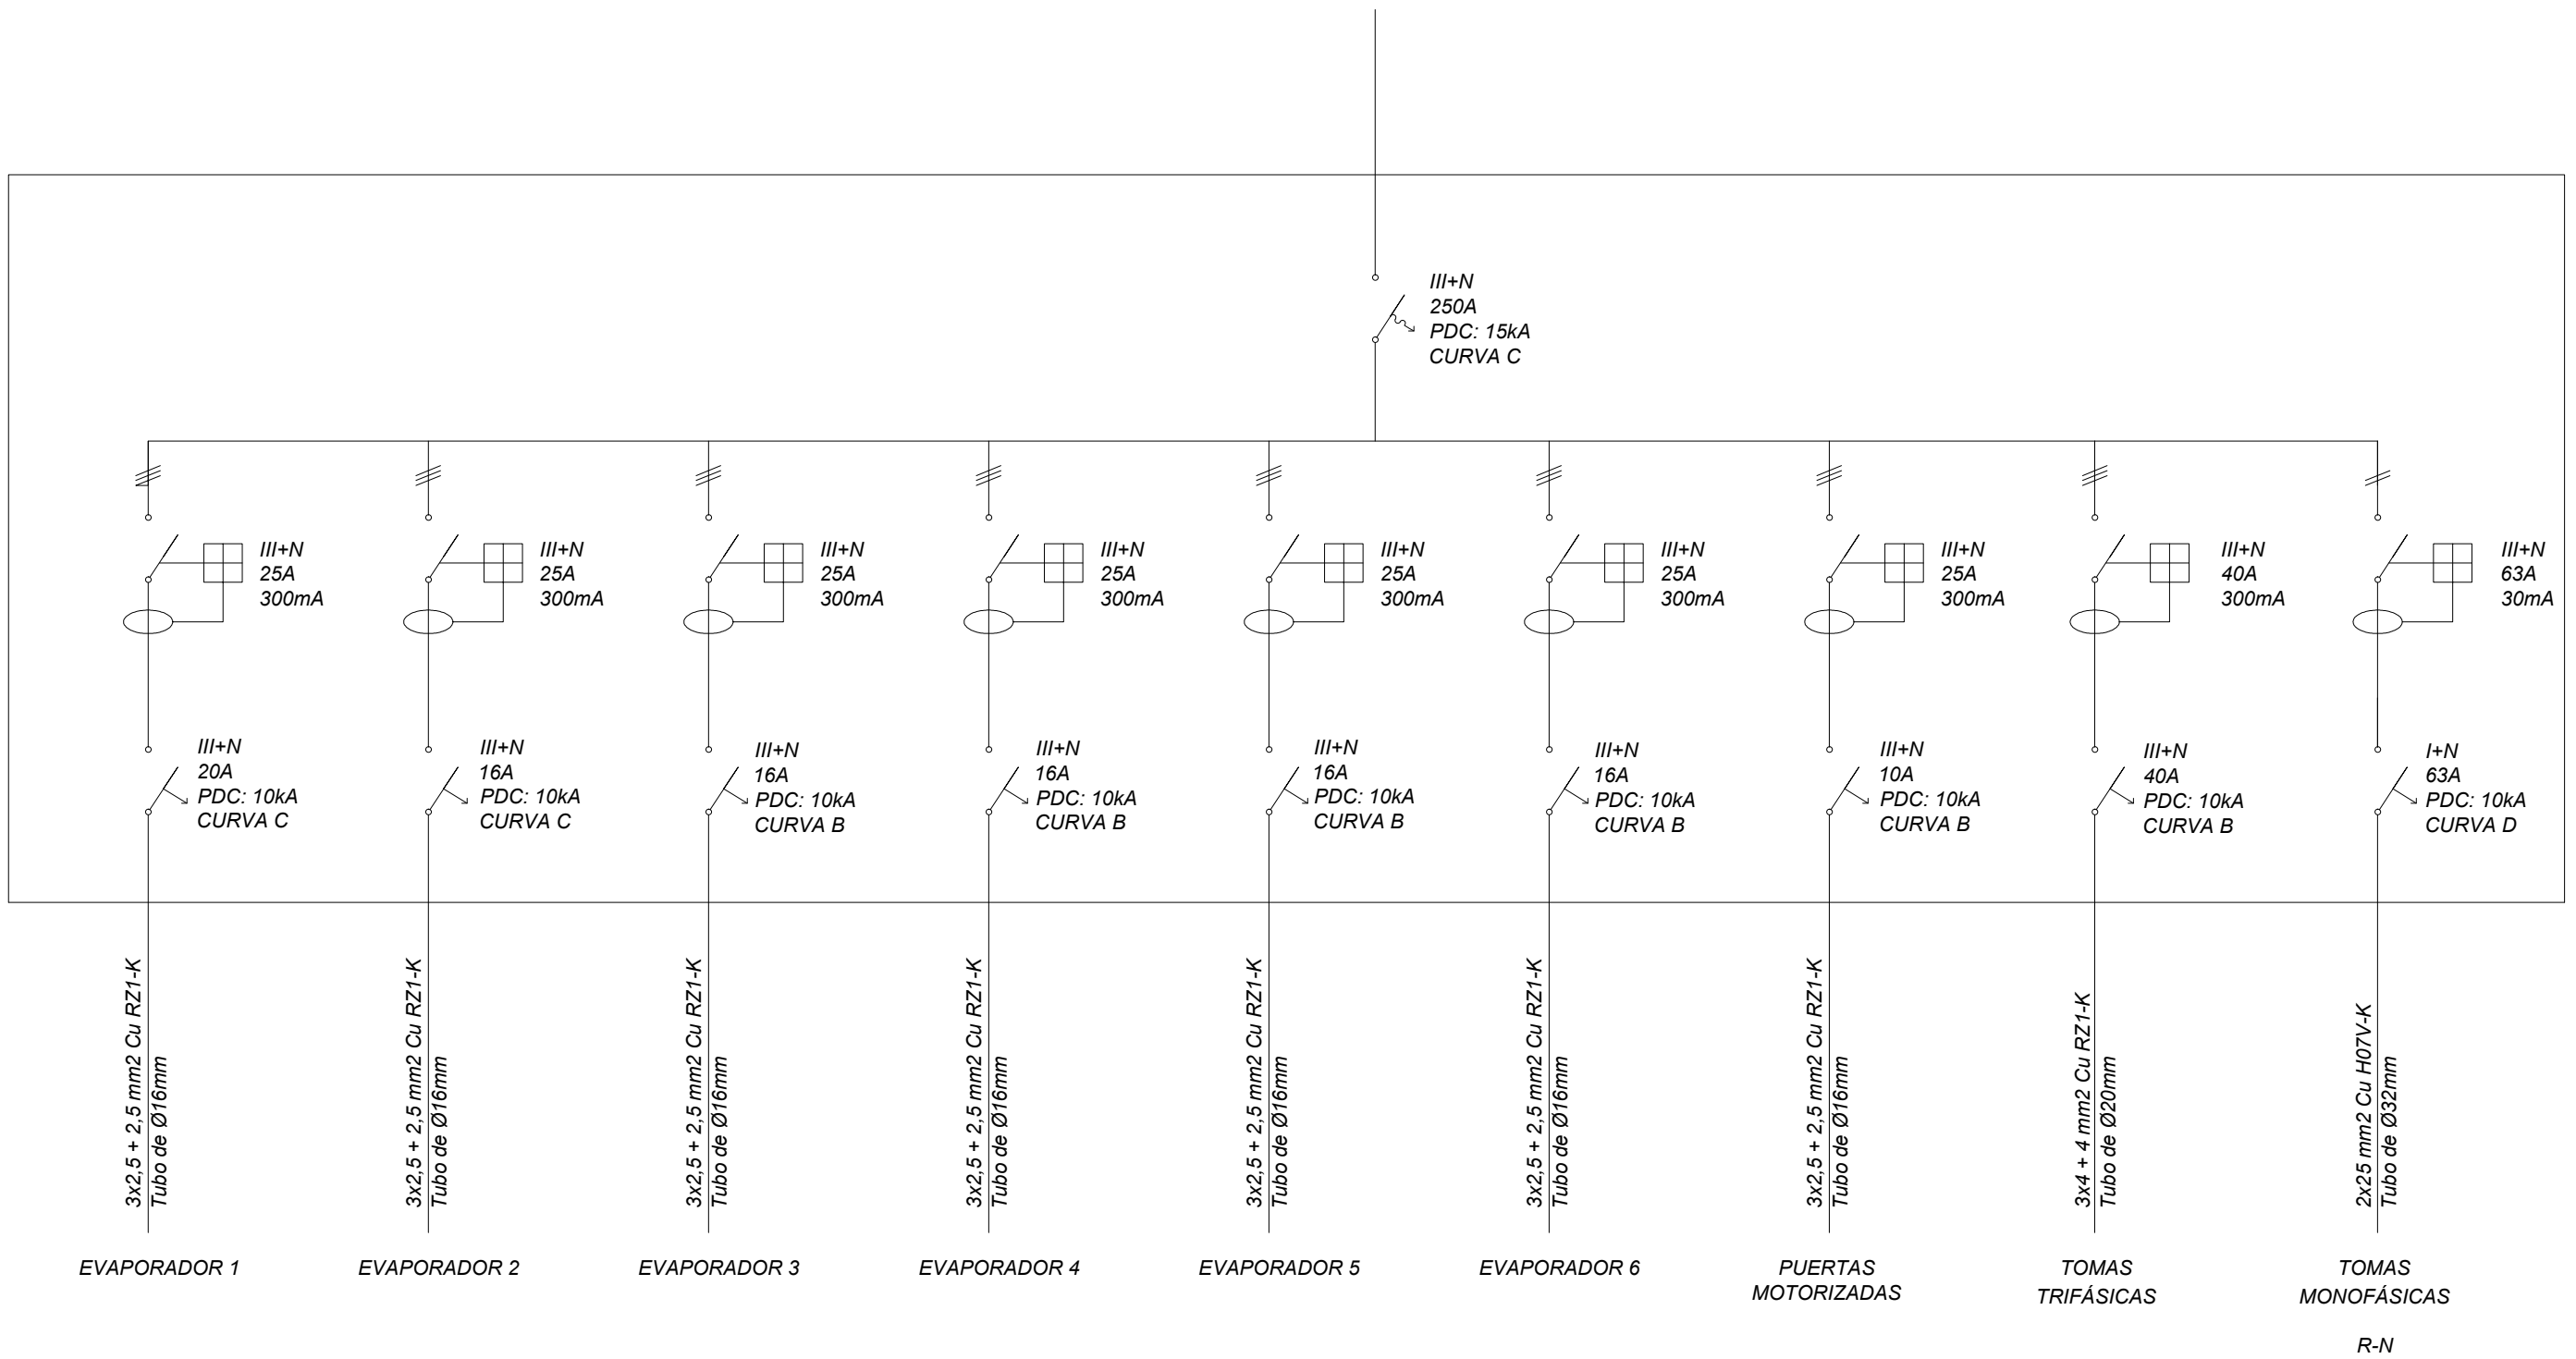 III+N
250A
PDC: 15kA
CURVA C
III+N
25A
300mA
III+N
25A
300mA
III+N
25A
300mA
III+N
25A
300mA
III+N
25A
300mA
III+N
25A
300mA
III+N
25A
300mA
III+N
40A
300mA
III+N
63A
30mA
III+N
20A
PDC: 10kA
CURVA C
III+N
16A
PDC: 10kA
CURVA C
III+N
16A
PDC: 10kA
CURVA B
III+N
16A
PDC: 10kA
CURVA B
III+N
16A
PDC: 10kA
CURVA B
III+N
16A
PDC: 10kA
CURVA B
III+N
10A
PDC: 10kA
CURVA B
III+N
40A
PDC: 10kA
CURVA B
I+N
63A
PDC: 10kA
CURVA D
3x2,5 + 2,5 mm2 Cu RZ1-K
Tubo de Ø16mm
3x2,5 + 2,5 mm2 Cu RZ1-K
Tubo de Ø16mm
3x2,5 + 2,5 mm2 Cu RZ1-K
Tubo de Ø16mm
3x2,5 + 2,5 mm2 Cu RZ1-K
Tubo de Ø16mm
3x2,5 + 2,5 mm2 Cu RZ1-K
Tubo de Ø16mm
3x2,5 + 2,5 mm2 Cu RZ1-K
Tubo de Ø16mm
3x2,5 + 2,5 mm2 Cu RZ1-K
Tubo de Ø16mm
3x4 + 4 mm2 Cu RZ1-K
Tubo de Ø20mm
2x25 mm2 Cu H07V-K
Tubo de Ø32mm
EVAPORADOR 1
EVAPORADOR 2
EVAPORADOR 3
EVAPORADOR 4
EVAPORADOR 5
EVAPORADOR 6
PUERTAS
MOTORIZADAS
TOMAS
TRIFÁSICAS
TOMAS
MONOFÁSICAS
R-N